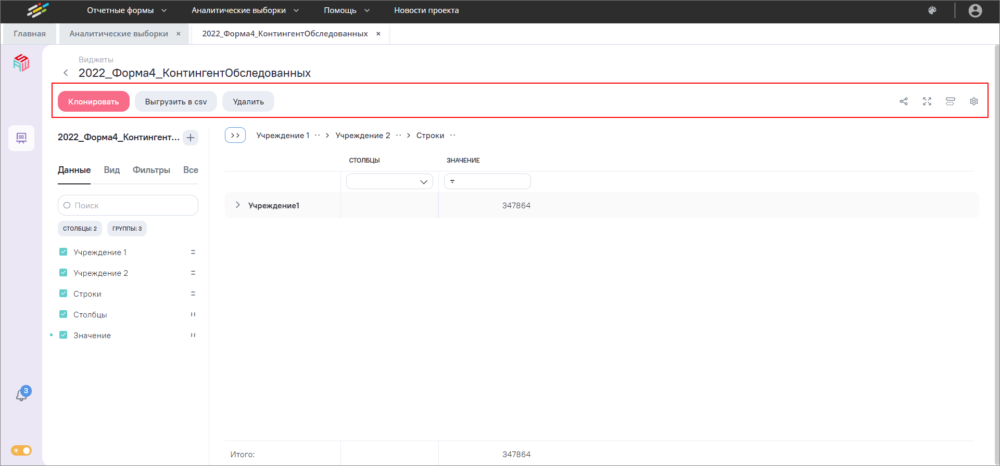 Отчетные формы Аналитические выборки Помощь Новости проекта
Главная Аналитические выборки × 2022_Форма4_КонтингентОбследованных ×
Виджеты
2022_Форма4_КонтингентОбследованных
Клонировать Выгрузить в csv Удалить
2022_Форма4_Контингент...
Учреждение 1 > Учреждение 2 > Строки
СТОЛБЦЫ ЗНАЧЕНИЕ
Данные Вид Фильтры Все
Поиск
Учреждение1 347864
СТОЛБЦЫ: 2 ГРУППЫ: 3
Учреждение 1
Учреждение 2
Строки
Столбцы
Значение
3
Итого: 347864